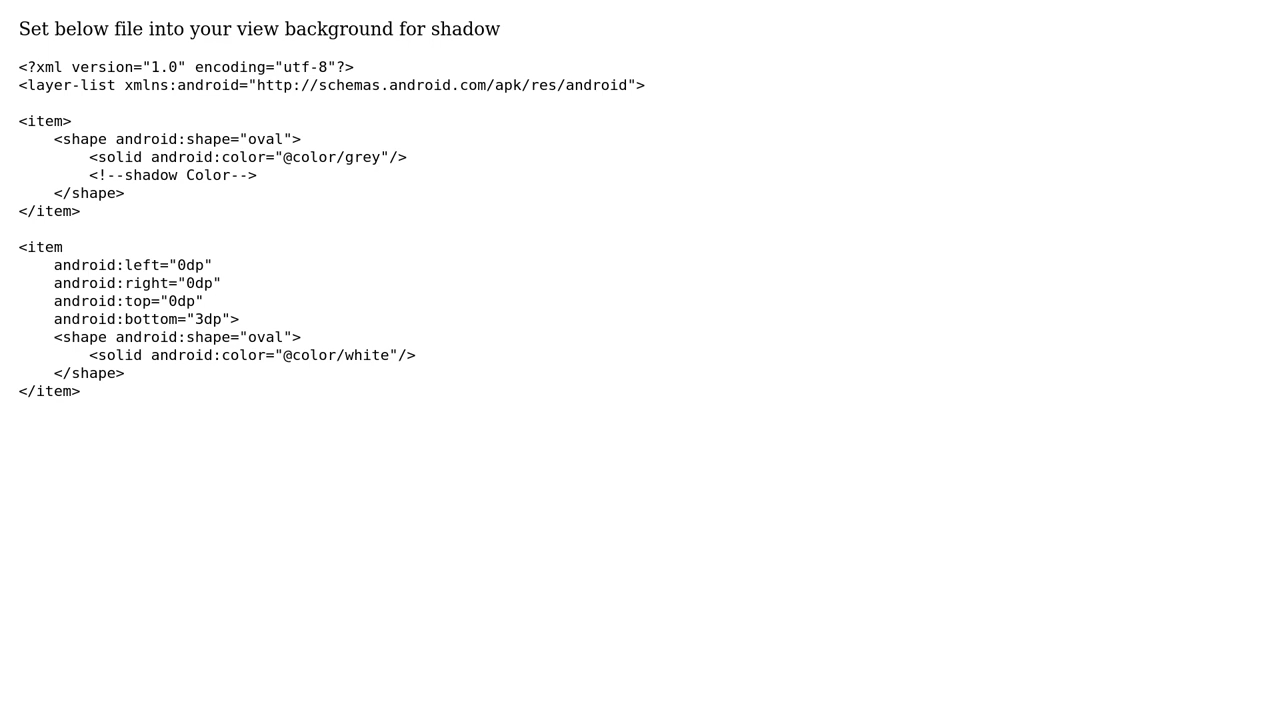 Set below file into your view background for shadow
<?xml version="1.0" encoding="utf-8"?>
<layer-list xmlns:android="http://schemas.android.com/apk/res/android">
<item>
    <shape android:shape="oval">
        <solid android:color="@color/grey"/>
        <!--shadow Color-->
    </shape>
</item>
<item
    android:left="0dp"
    android:right="0dp"
    android:top="0dp"
    android:bottom="3dp">
    <shape android:shape="oval">
        <solid android:color="@color/white"/>
    </shape>
</item>